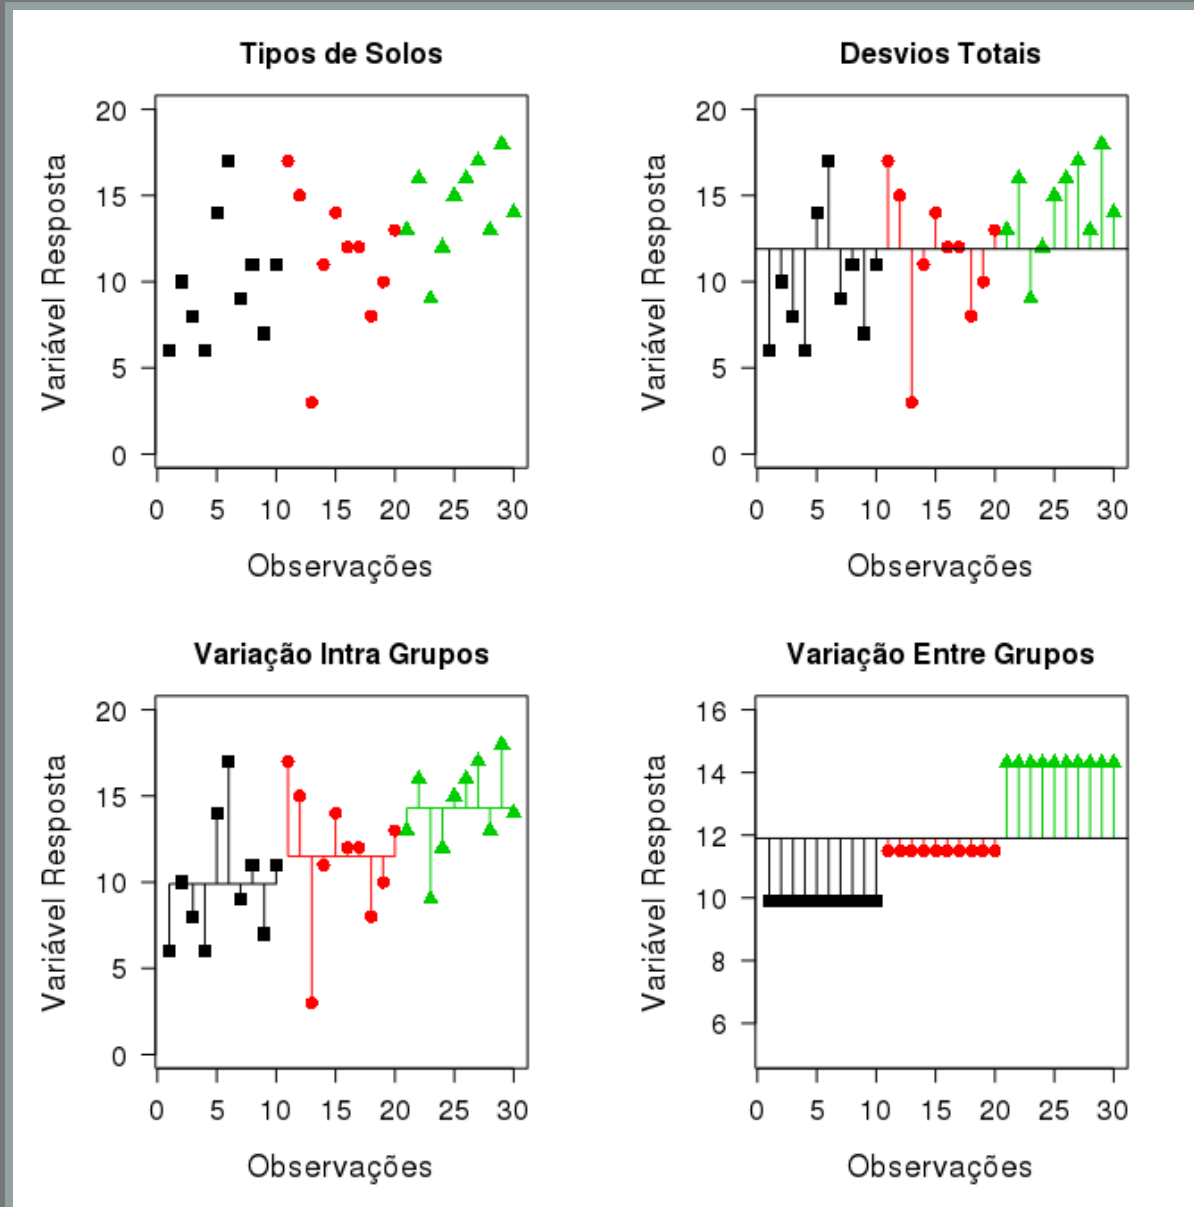 Tipos de Solos
Variável Resposta
20
15
10
5
0
0 5 10 15 20 25 30
Observações
Desvios Totais
Variável Resposta
20
15
10
5
0
0 5 10 15 20 25 30
Observações
Variação Intra Grupos
Variável Resposta
20
15
10
5
0
0 5 10 15 20 25 30
Observações
Variação Entre Grupos
Variável Resposta
16
14
12
10
8
6
0 5 10 15 20 25 30
Observações